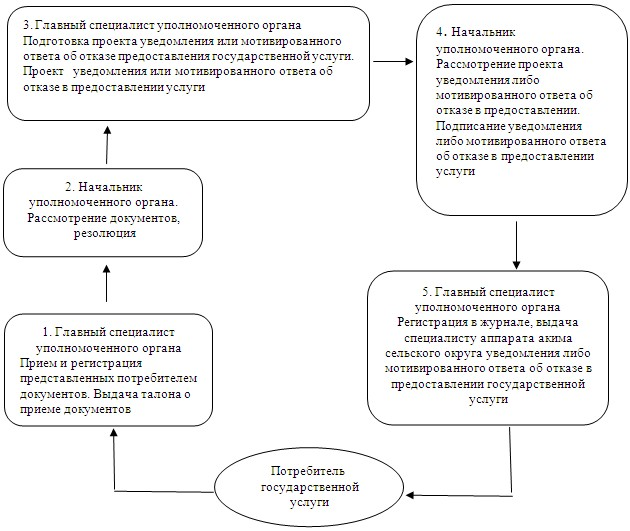 3. Главный специалист уполномоченного органа
Подготовка проекта уведомления или мотивированного
ответа об отказе предоставления государственной услуги.
Проект уведомления или мотивированного ответа об
отказе в предоставлении услуги
4. Начальник
уполномоченного органа.
Рассмотрение проекта
уведомления либо
мотивированного ответа об
отказе в предоставлении.
Подписание уведомления
либо мотивированного ответа
об отказе в предоставлении
услуги
2. Начальник
уполномоченного органа.
Рассмотрение документов,
резолюция
5. Главный специалист
уполномоченного органа
Регистрация в журнале, выдача
специалисту аппарата акима
сельского округа уведомления либо
мотивированного ответа об отказе в
предоставлении государственной
услуги
1. Главный специалист
уполномоченного органа
Прием и регистрация
представленных потребителем
документов. Выдача талона о
приеме документов
Потребитель
государственной
услуги